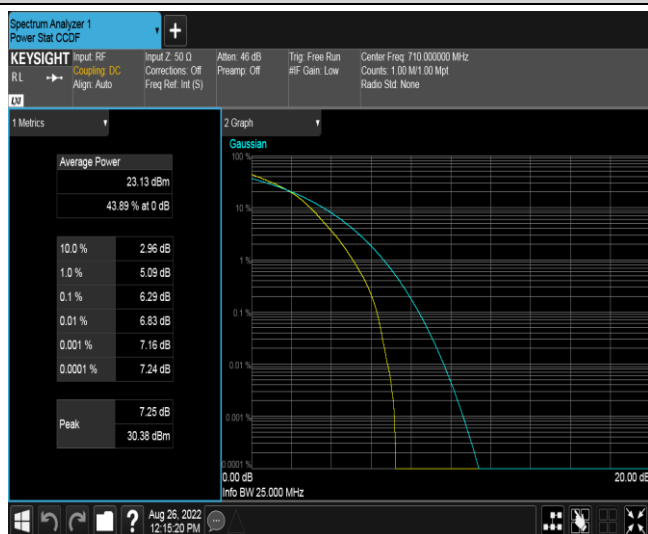 Spectrum Analyzer 1
Power Stat CCDF
+
KEYSIGHT
RL
LXI
Input: RF
Coupling: DC
Align: Auto
Input Z: 50 Ω
Corrections: Off
Freq Ref: Int (S)
Atten: 46 dB
Preamp: Off
Trig: Free Run
#IF Gain: Low
Center Freq: 710.000000 MHz
Counts: 1.00 M/1.00 Mpt
Radio Std: None
1 Metrics
Average Power
23.13 dBm
43.89 % at 0 dB
10.0 % 2.96 dB
1.0 % 5.09 dB
0.1 % 6.29 dB
0.01 % 6.83 dB
0.001 % 7.16 dB
0.0001 % 7.24 dB
Peak
7.25 dB
30.38 dBm
2 Graph
Gaussian
100 %
10 %
1 %
0.1 %
0.01 %
0.001 %
0.0001 %
0.00 dB 20.00 dB
Info BW 25.000 MHz
?
Aug 26, 2022
12:15:20 PM